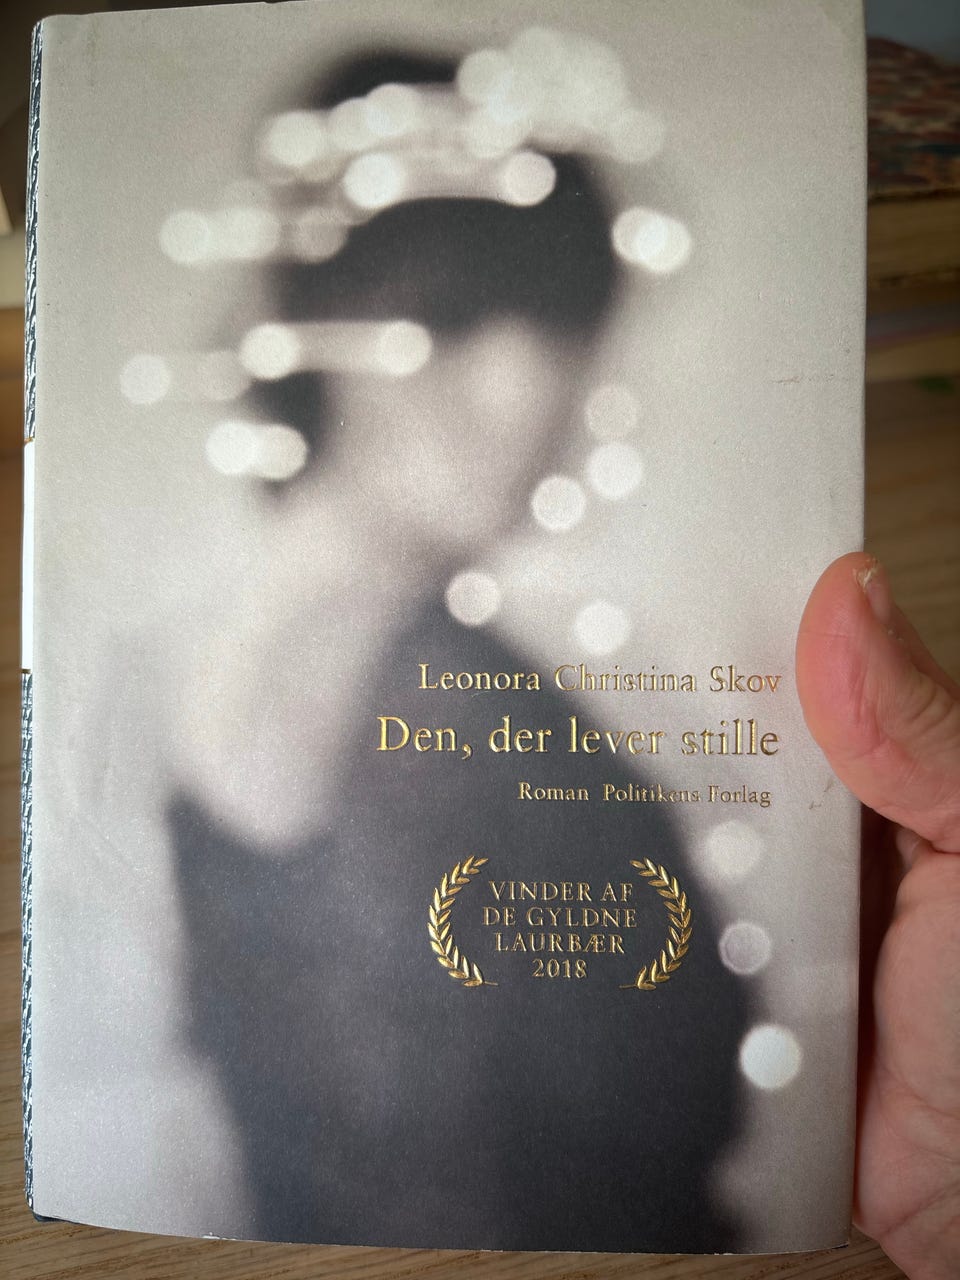 Leonora Christina Skov
Den, der lever stille
Roman Politikens Forlag
VINDER AF
DE GYLDNE
LAURBÆR
2018